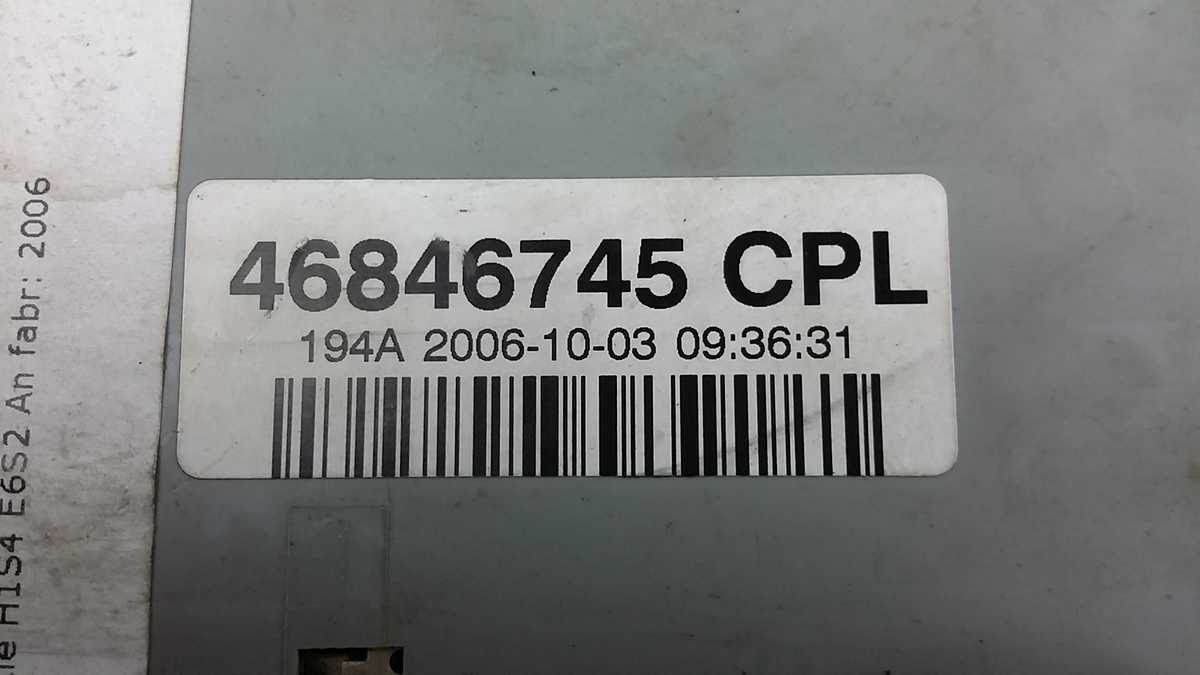 46846745 CPL
194A 2006-10-03 09:36:31
H1S4 E6S2 An fabr: 2006